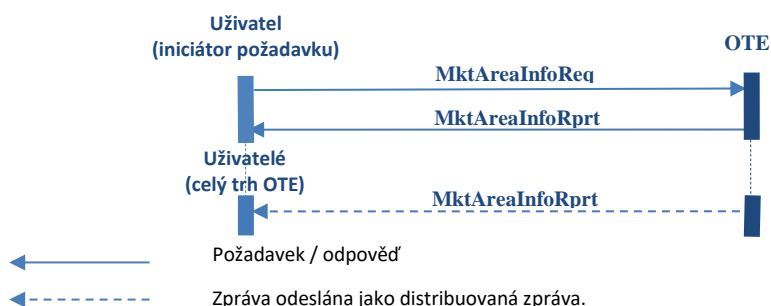 Uživatel
(iniciátor požadavku)
OTE
MktAreaInfoReq
MktAreaInfoRprt
Uživatelé
(celý trh OTE)
MktAreaInfoRprt
Požadavek / odpověď
Zpráva odeslána jako distribuovaná zpráva.